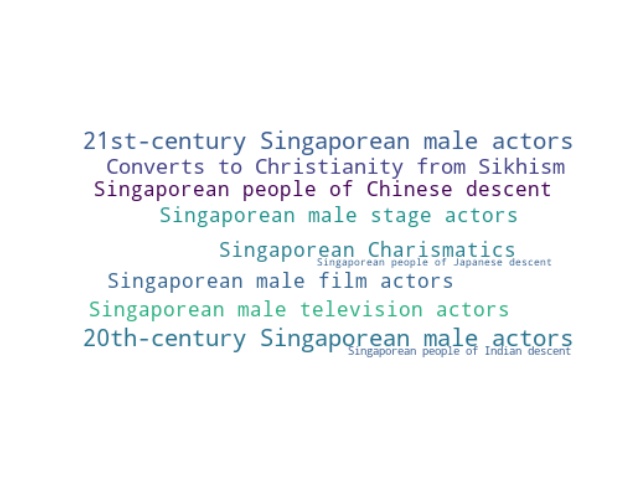 21st-century Singaporean male actors
Converts to Christianity from Sikhism
Singaporean people of Chinese descent
Singaporean male stage actors
Singaporean Charismatics
Singaporean people of Japanese descent
Singaporean male film actors
Singaporean male television actors
20th-century Singaporean male actors
Singaporean people of Indian descent